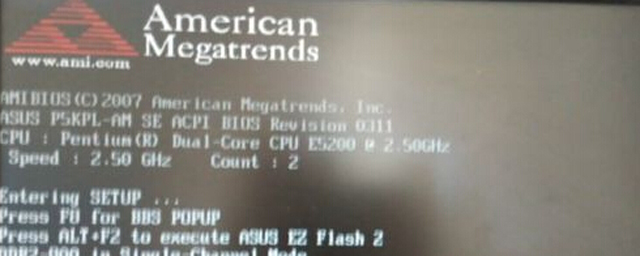 American
Megatrends
www.ami.com
AMIBIOS(C)2007 American Megatrends, Inc.
ASUS P5KPL-AM SE ACPI BIOS Revision 0311
CPU : Pentium(R) Dual-Core CPU E5200 @ 2.50GHz
Speed : 2.50 GHz Count : 2
Entering SETUP ...
Press F8 for BBS POPUP
Press ALT+F2 to execute ASUS EZ Flash 2
in Single-Channel Mode